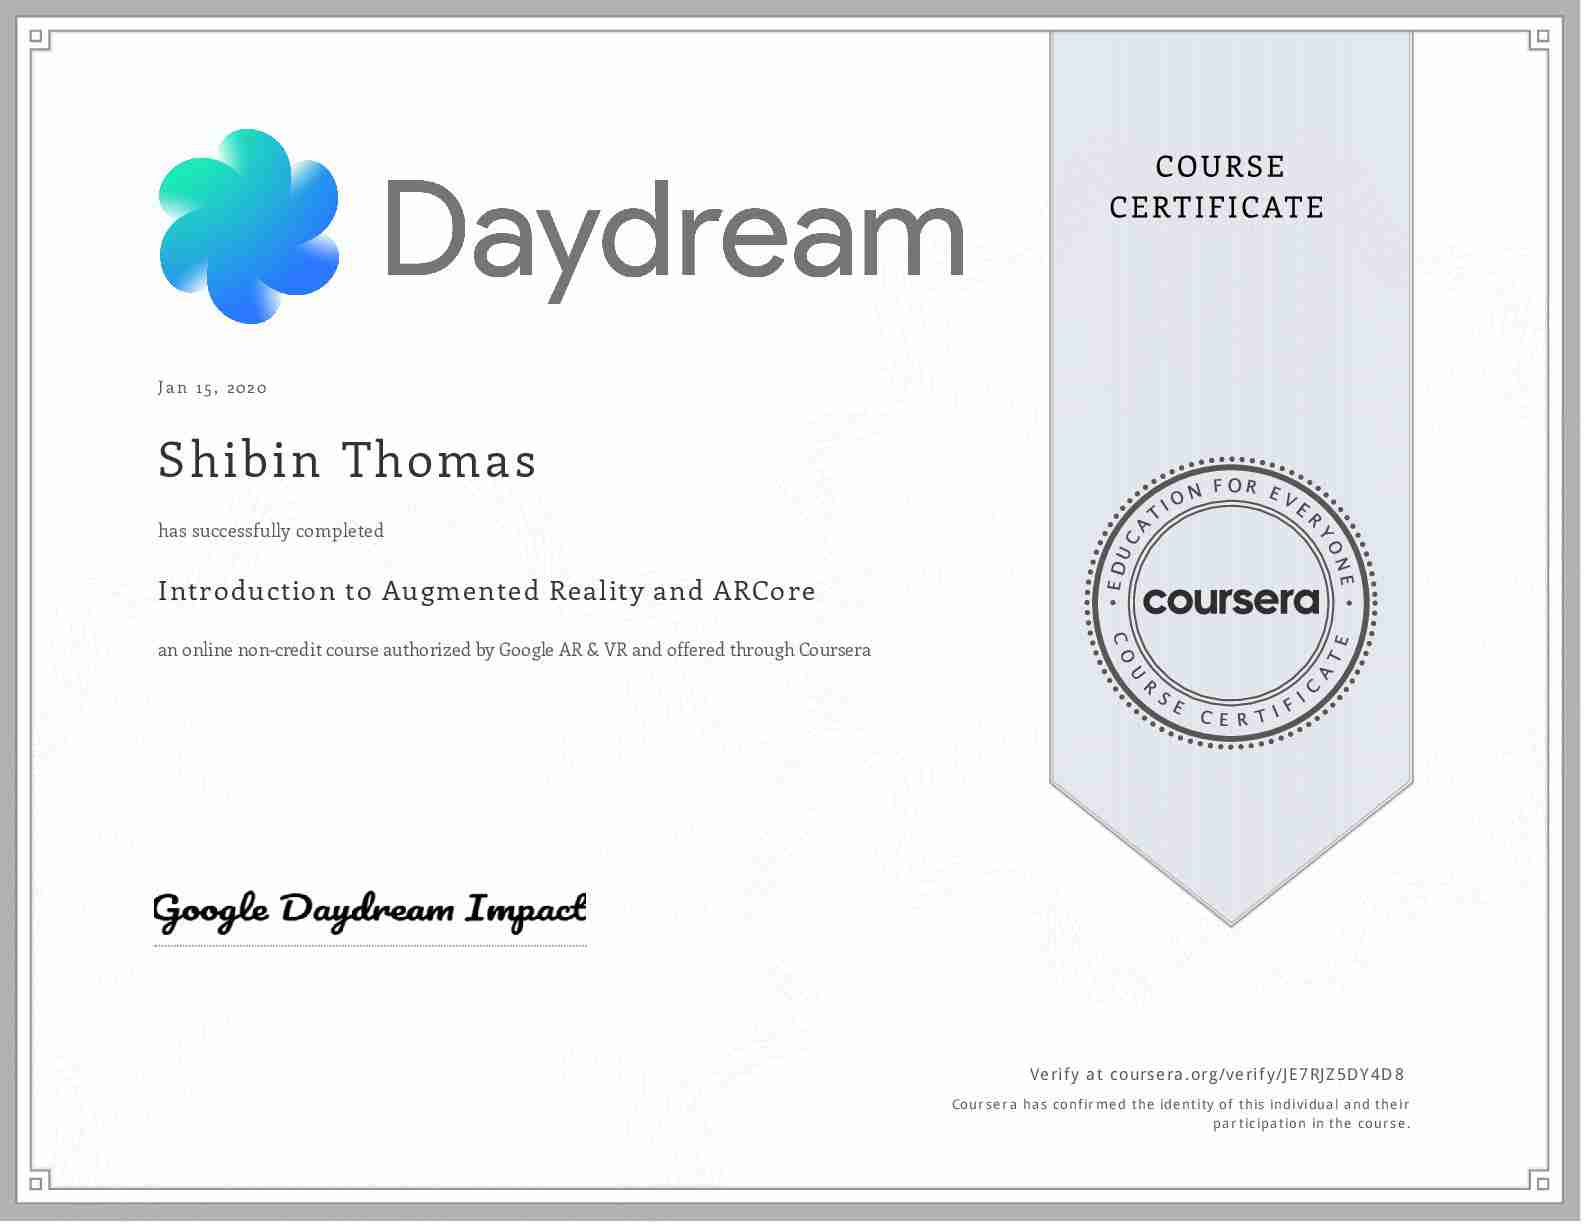 Daydream
COURSE
CERTIFICATE
Jan 15, 2020
Shibin Thomas
has successfully completed
Introduction to Augmented Reality and ARCore
an online non-credit course authorized by Google AR & VR and offered through Coursera
EDUCATION FOR EVERYONE
coursera
COURSE CERTIFICATE
Google Daydream Impact
Verify at coursera.org/verify/JE7RJZ5DY4D8
Coursera has confirmed the identity of this individual and their
participation in the course.